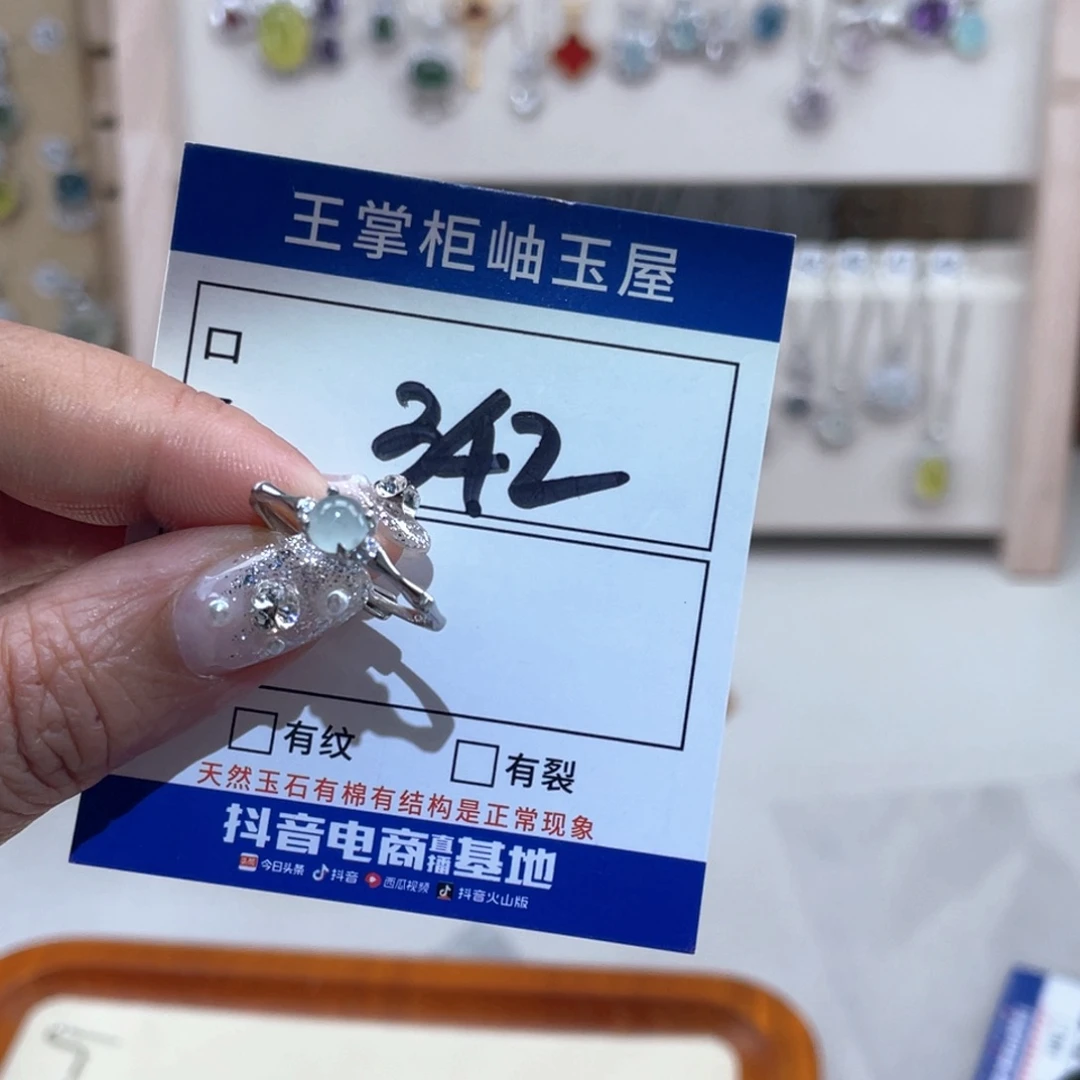 王掌柜岫玉屋
口
342
有纹
有裂
天然玉石有棉有结构是正常现象
抖音电商直播基地
今日头条 抖音 西瓜视频 抖音火山版